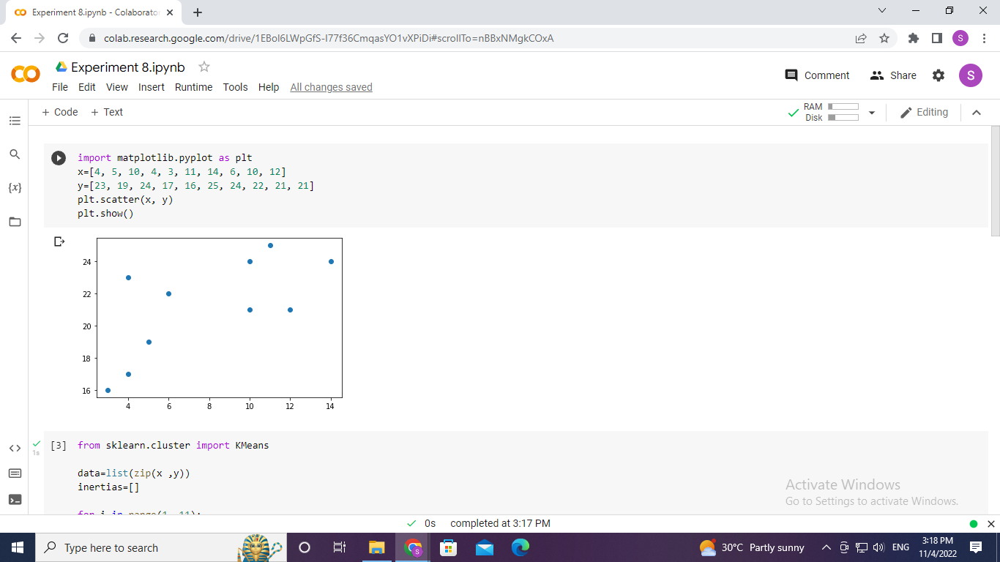 Experiment 8.ipynb - Colaborato
colab.research.google.com/drive/1EBol6LWpGfS-I77f36CmqasYO1vXPiDi#scrollTo=nBBxNMgkCOxA
S
Experiment 8.ipynb
File Edit View Insert Runtime Tools Help All changes saved
Comment Share S
+ Code + Text
RAM
Disk
Editing
{x}
import matplotlib.pyplot as plt
x=[4, 5, 10, 4, 3, 11, 14, 6, 10, 12]
y=[23, 19, 24, 17, 16, 25, 24, 22, 21, 21]
plt.scatter(x, y)
plt.show()
24
22
20
18
16
4 6 8 10 12 14
[3] from sklearn.cluster import KMeans
1s
data=list(zip(x ,y))
inertias=[]
for i in range(1, 11):
Activate Windows
Go to Settings to activate Windows.
0s completed at 3:17 PM
Type here to search
S
30°C Partly sunny
ENG
3:18 PM
11/4/2022